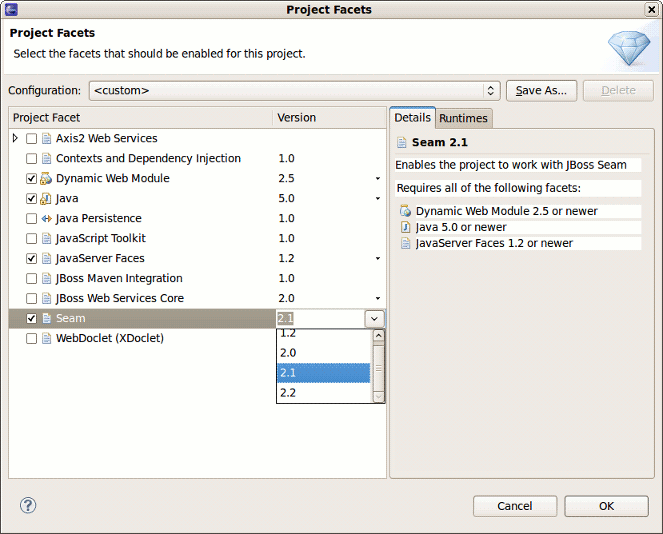 Project Facets
Project Facets
Select the facets that should be enabled for this project.
Configuration: <custom> Save As... Delete
Project Facet Version
Axis2 Web Services
Contexts and Dependency Injection 1.0
Dynamic Web Module 2.5
Java 5.0
Java Persistence 1.0
JavaScript Toolkit 1.0
JavaServer Faces 1.2
JBoss Maven Integration 1.0
JBoss Web Services Core 2.0
Seam 2.1
WebDoclet (XDoclet)
1.2
2.0
2.1
2.2
Details Runtimes
Seam 2.1
Enables the project to work with JBoss Seam
Requires all of the following facets:
Dynamic Web Module 2.5 or newer
Java 5.0 or newer
JavaServer Faces 1.2 or newer
?
Cancel OK